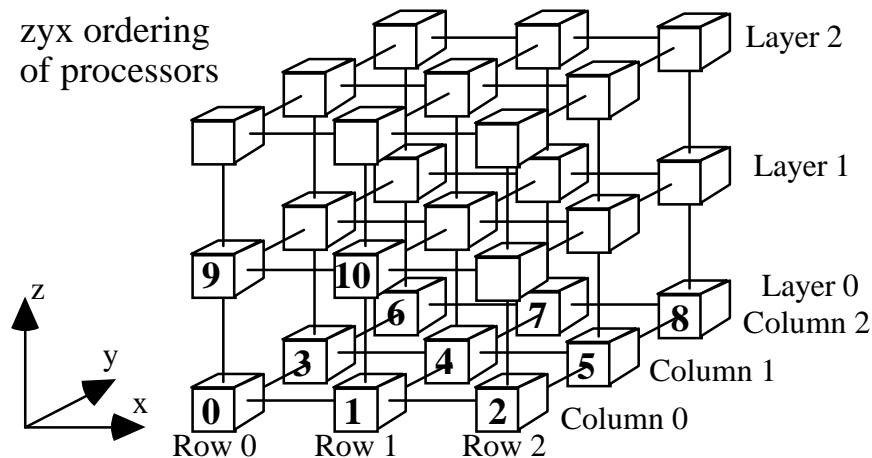 zyx ordering
of processors
Layer 2
Layer 1
9 10
z
Layer 0
6 7 8
Column 2
y
3 4 5
Column 1
x
0 1 2
Column 0
Row 0 Row 1 Row 2